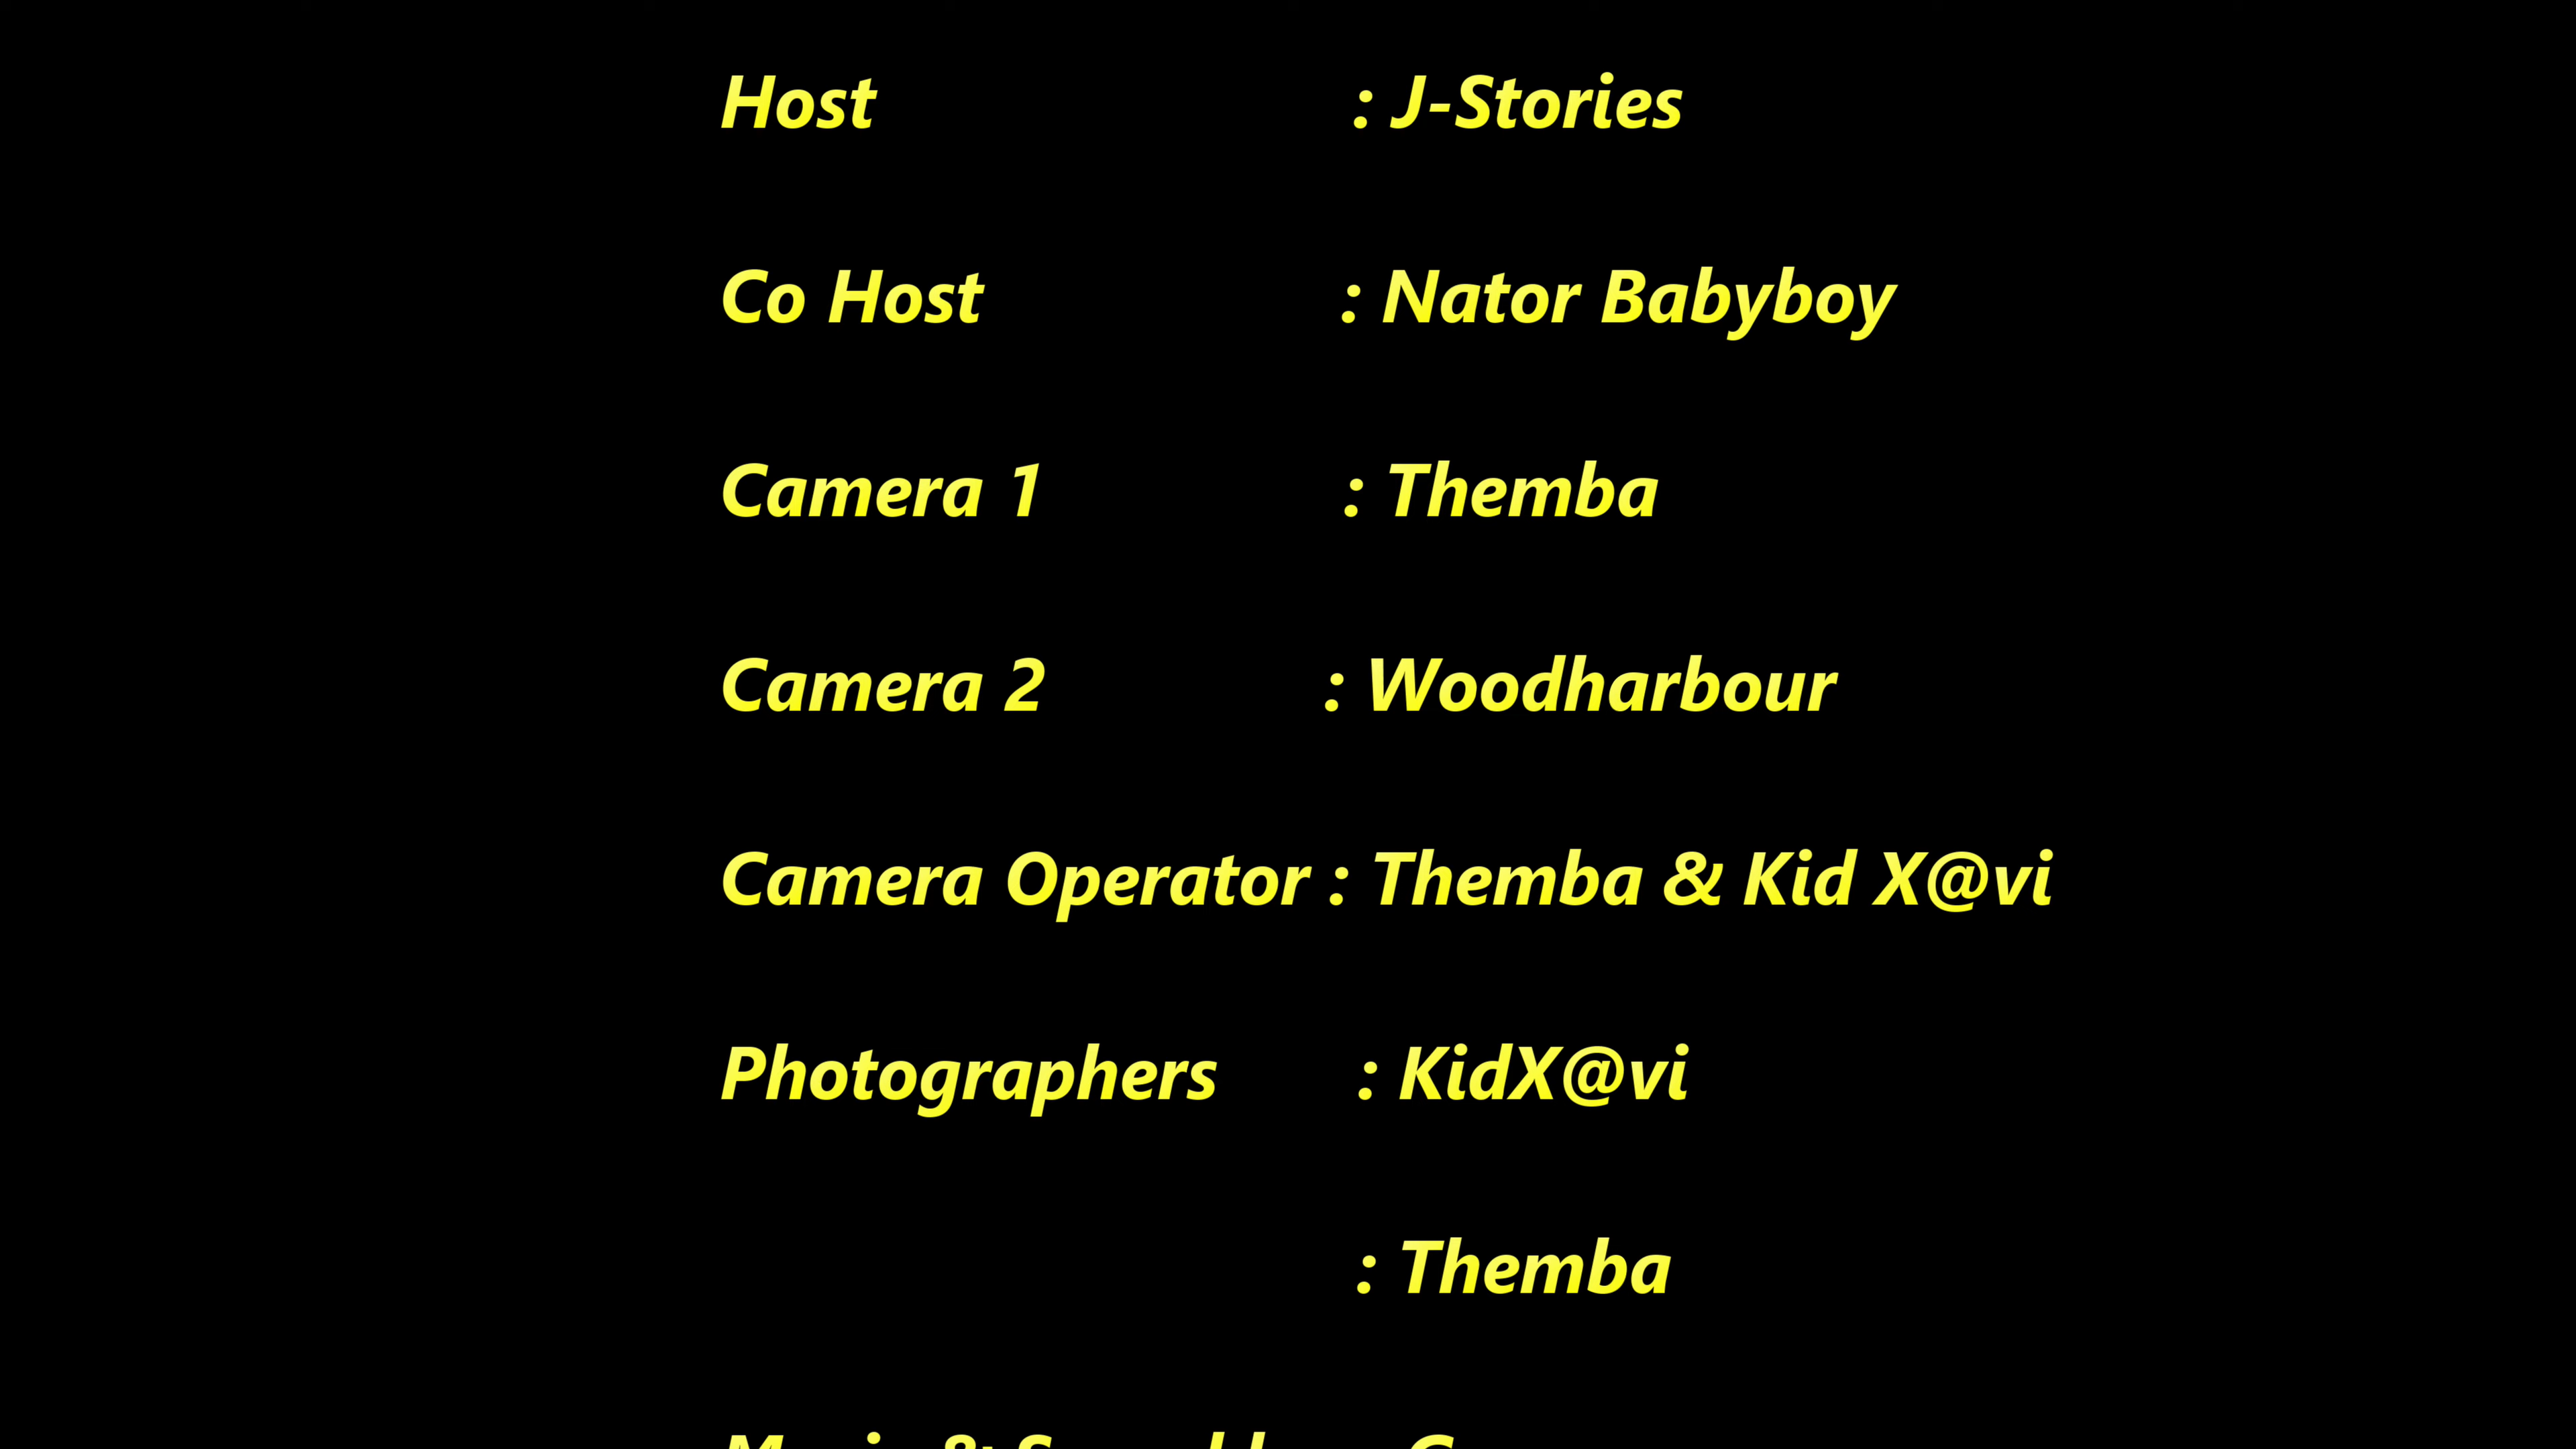 Host : J-Stories
Co Host : Nator Babyboy
Camera 1 : Themba
Camera 2 : Woodharbour
Camera Operator : Themba & Kid X@vi
Photographers : KidX@vi
: Themba